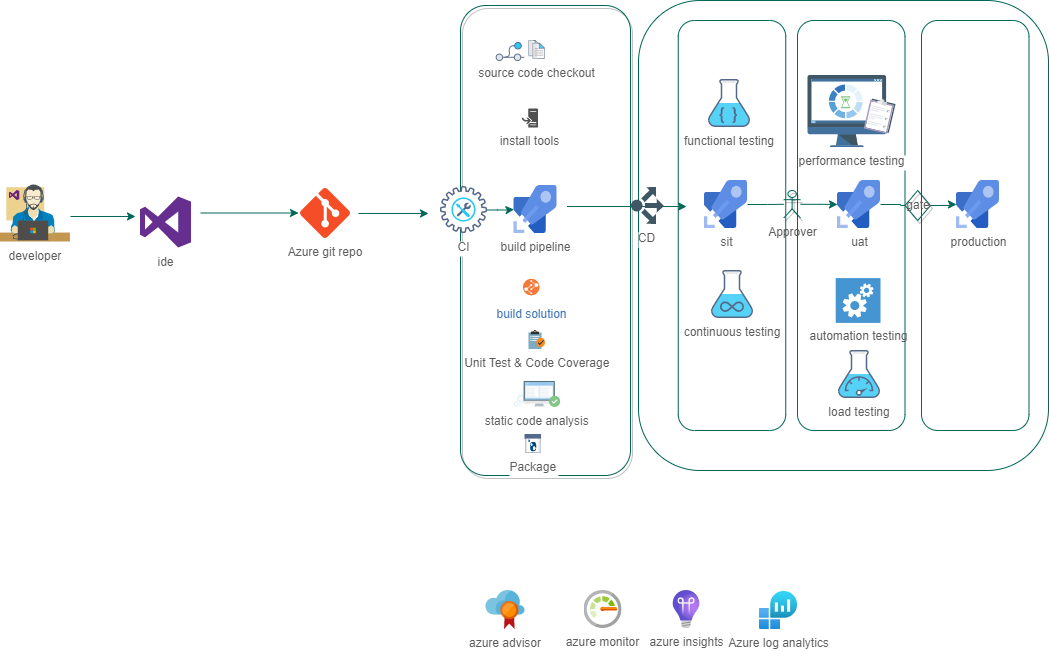 source code checkout
install tools
functional testing
performance testing
developer
ide
Azure git repo
CI
build pipeline
CD
sit
Approver
uat
gate
production
build solution
continuous testing
automation testing
Unit Test & Code Coverage
load testing
static code analysis
Package
azure advisor
azure monitor
azure insights
Azure log analytics